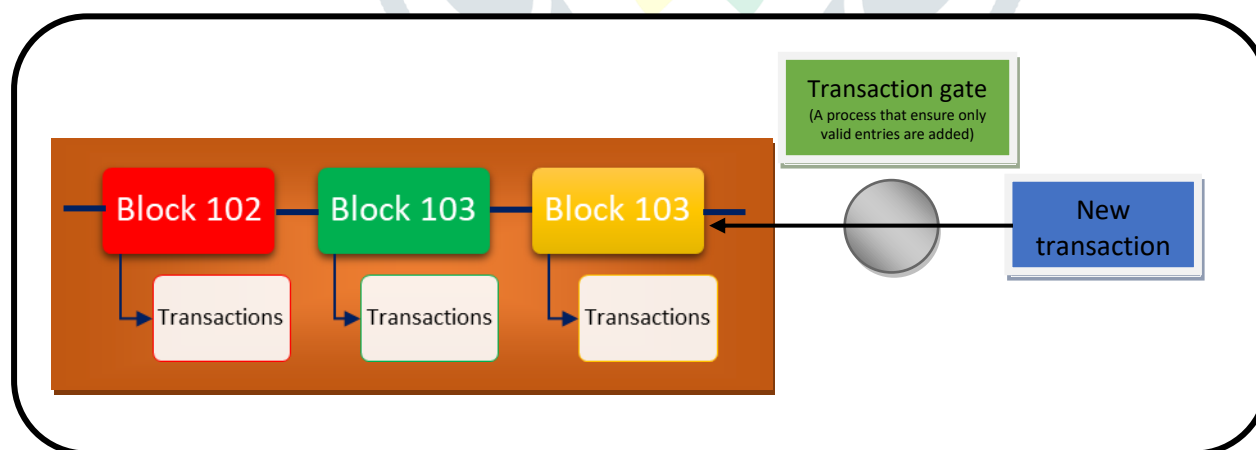 Transaction gate
(A process that ensure only
valid entries are added)
Block 102
Block 103
Block 103
New
transaction
Transactions
Transactions
Transactions